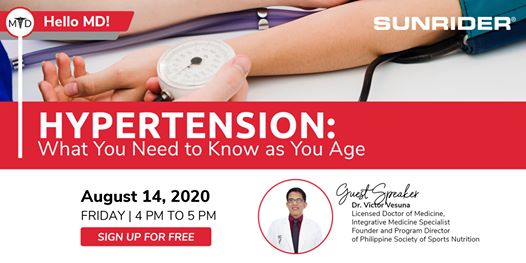 MD
Hello MD!
SUNRIDER®
HYPERTENSION:
What You Need to Know as You Age
August 14, 2020
FRIDAY | 4 PM TO 5 PM
SIGN UP FOR FREE
Guest Speaker
Dr. Victor Vesuna
Licensed Doctor of Medicine,
Integrative Medicine Specialist
Founder and Program Director
of Philippine Society of Sports Nutrition